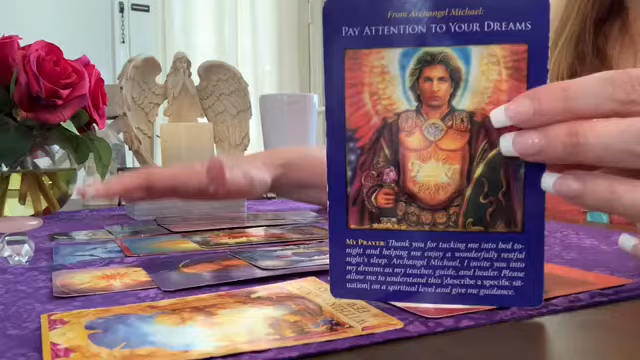 From Archangel Michael:
PAY ATTENTION TO YOUR DREAMS
MY PRAYER: Thank you for tucking me into bed to-
night and helping me enjoy a wonderfully restful
night's sleep. Archangel Michael, I invite you into
my dreams as my teacher, guide, and healer. Please
allow me to understand this [describe a specific sit-
uation] on a spiritual level and give me guidance.